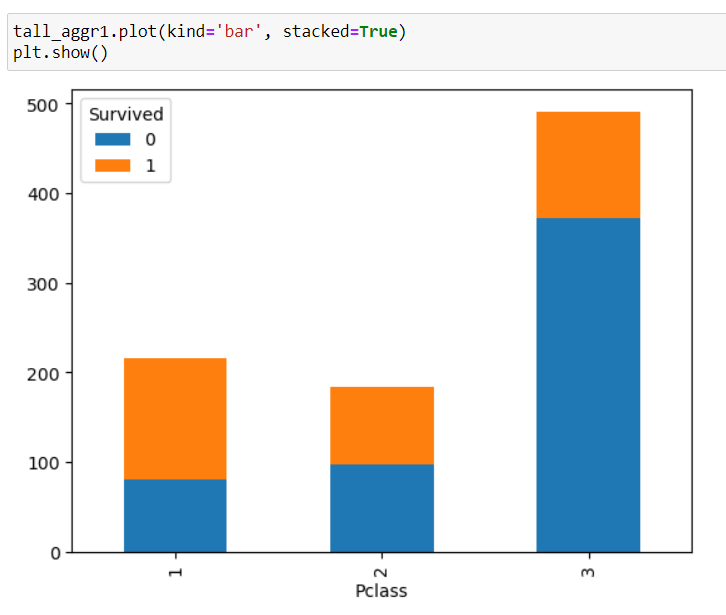 tall_aggr1.plot(kind='bar', stacked=True)
plt.show()
500
Survived
0
1
400
300
200
100
0
1
2
3
Pclass